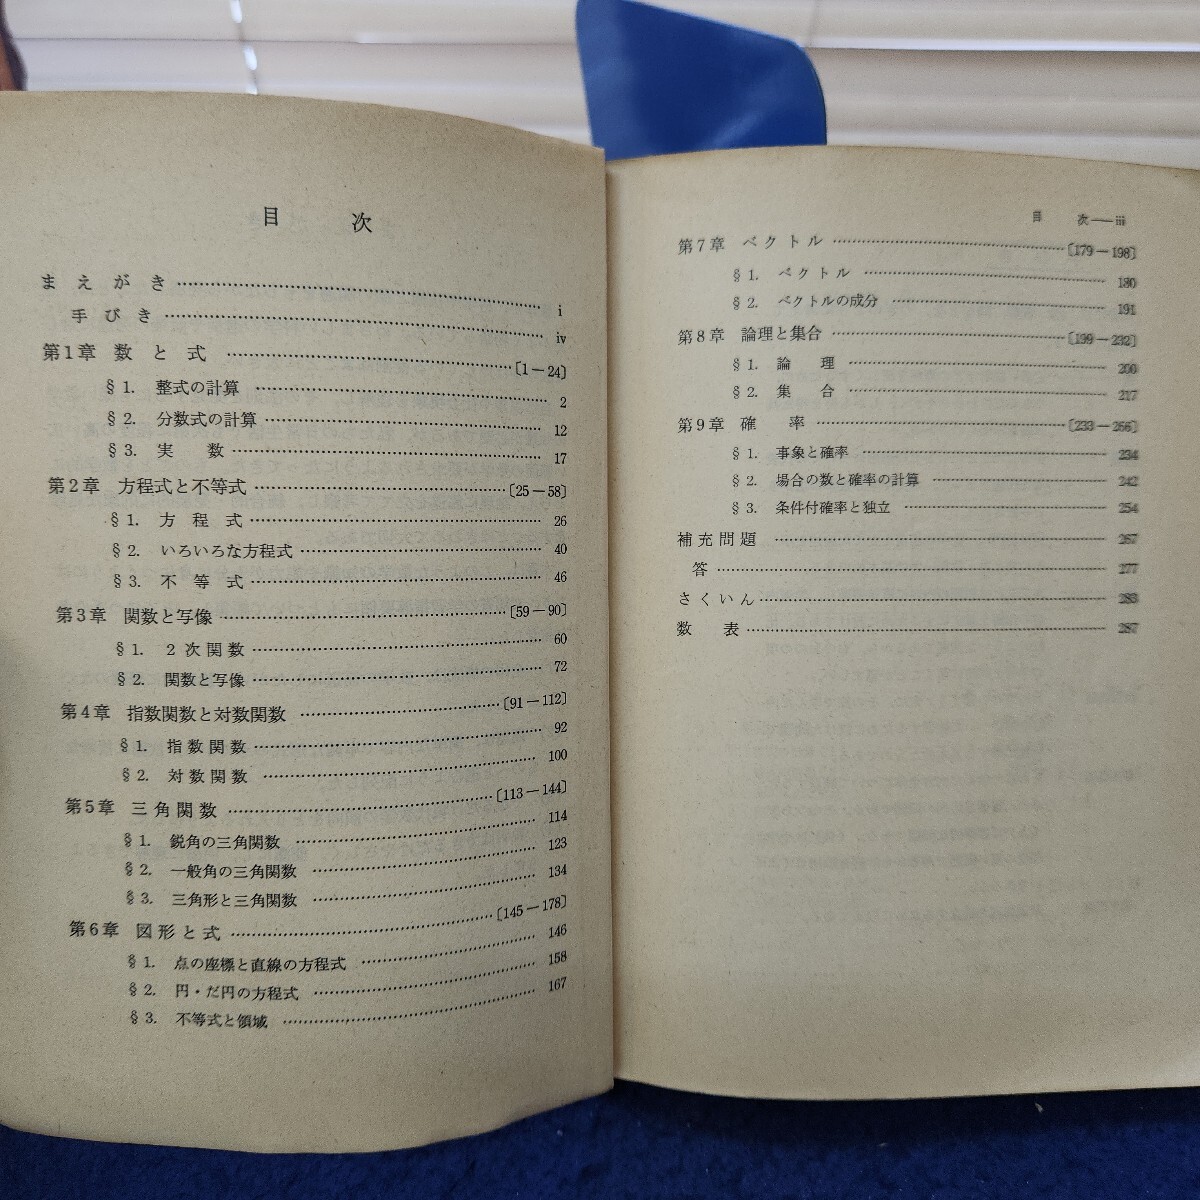 目次
まえがき……………i
手びき……………iv
第1章 数と式……………〔1－24〕
§1. 整式の計算……………2
§2. 分数式の計算……………12
§3. 実数……………17
第2章 方程式と不等式……………〔25－58〕
§1. 方程式……………26
§2. いろいろな方程式……………40
§3. 不等式……………46
第3章 関数と写像……………〔59－90〕
§1. 2次関数……………60
§2. 関数と写像……………72
第4章 指数関数と対数関数……………〔91－112〕
§1. 指数関数……………92
§2. 対数関数……………100
第5章 三角関数……………〔113－144〕
§1. 鋭角の三角関数……………114
§2. 一般角の三角関数……………123
§3. 三角形と三角関数……………134
第6章 図形と式……………〔145－178〕
§1. 点の座標と直線の方程式……………146
§2. 円・だ円の方程式……………158
§3. 不等式と領域……………167
目次——iii
第7章 ベクトル……………〔179－198〕
§1. ベクトル……………180
§2. ベクトルの成分……………191
第8章 論理と集合……………〔199－232〕
§1. 論理……………200
§2. 集合……………217
第9章 確率……………〔233－266〕
§1. 事象と確率……………234
§2. 場合の数と確率の計算……………242
§3. 条件付確率と独立……………254
補充問題……………267
答……………277
さくいん……………283
数表……………287